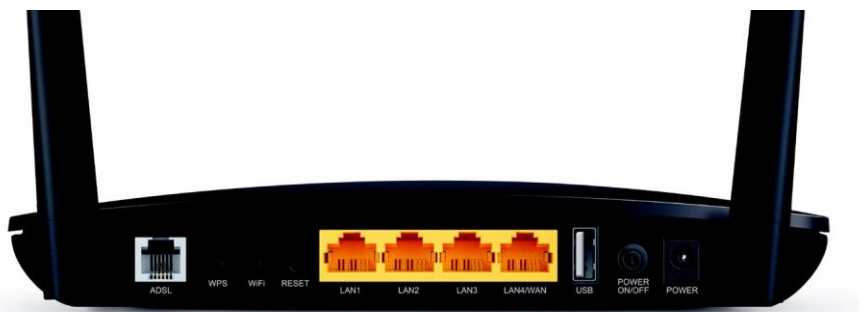 ADSL
WPS
WiFi
RESET
LAN1
LAN2
LAN3
LAN4/WAN
USB
POWER
ON/OFF
POWER